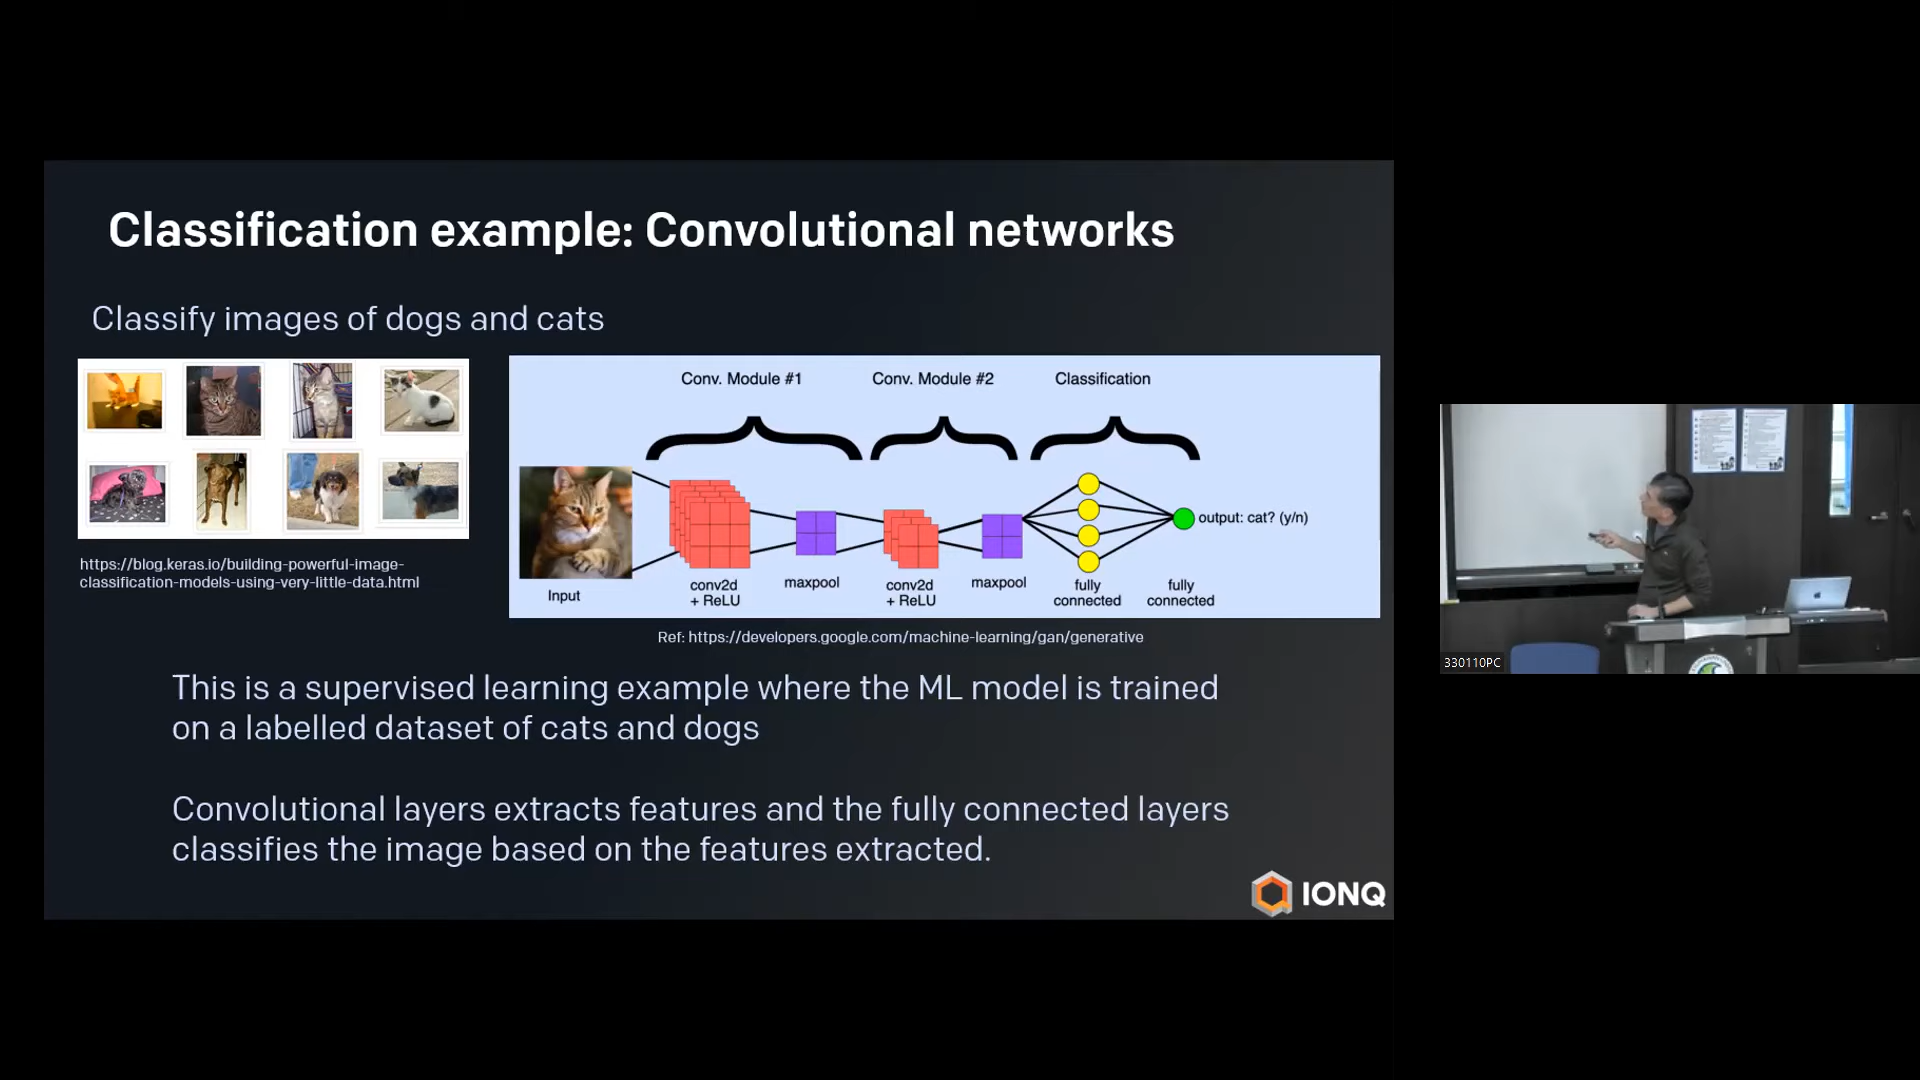 Classification example: Convolutional networks
Classify images of dogs and cats
https://blog.keras.io/building-powerful-image-
classification-models-using-very-little-data.html
Conv. Module #1
Conv. Module #2
Classification
Input
conv2d
+ ReLU
maxpool
conv2d
+ ReLU
maxpool
fully
connected
fully
connected
output: cat? (y/n)
Ref: https://developers.google.com/machine-learning/gan/generative
This is a supervised learning example where the ML model is trained
on a labelled dataset of cats and dogs
Convolutional layers extracts features and the fully connected layers
classifies the image based on the features extracted.
IONQ
330110PC